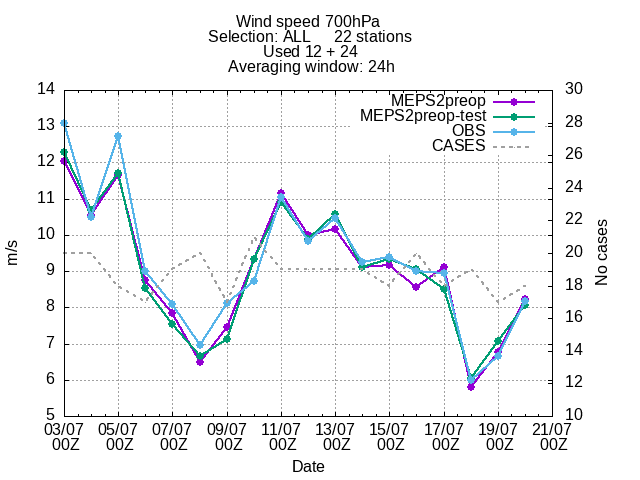 Wind speed 700hPa
Selection: ALL     22 stations
Used 12 + 24
Averaging window: 24h
MEPS2preop
MEPS2preop-test
OBS
CASES
14
13
12
11
10
9
8
7
6
5
m/s
30
28
26
24
22
20
18
16
14
12
10
No cases
03/07 05/07 07/07 09/07 11/07 13/07 15/07 17/07 19/07 21/07
00Z 00Z 00Z 00Z 00Z 00Z 00Z 00Z 00Z 00Z
Date